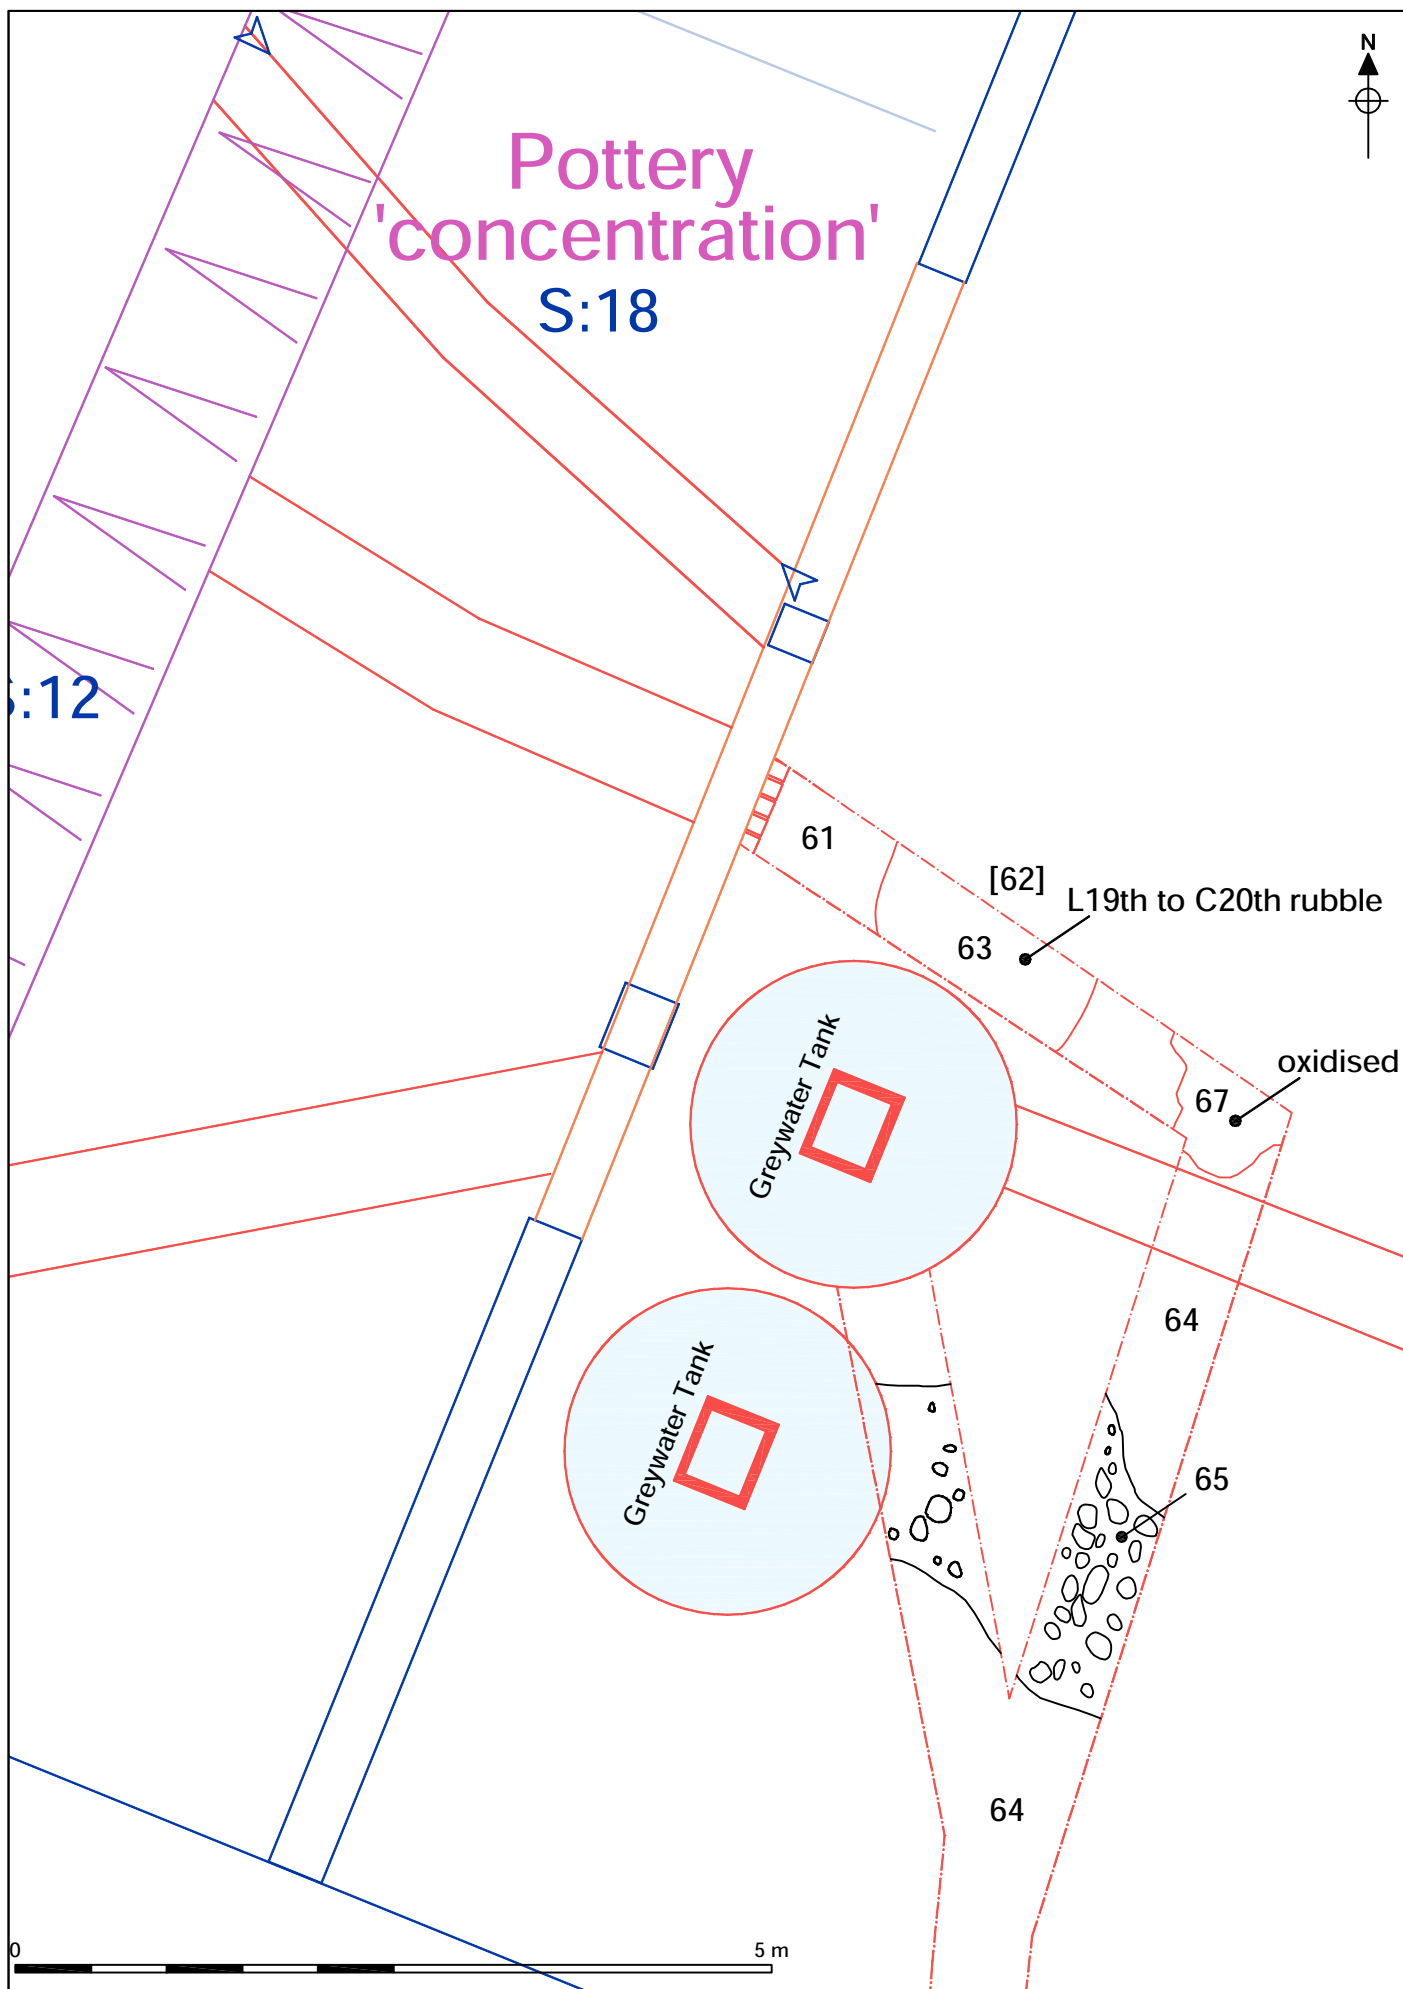 N
Pottery
'concentration'
S:18
:12
61
[62]
L19th to C20th rubble
63
Greywater Tank
oxidised
67
64
Greywater Tank
65
64
0
5 m